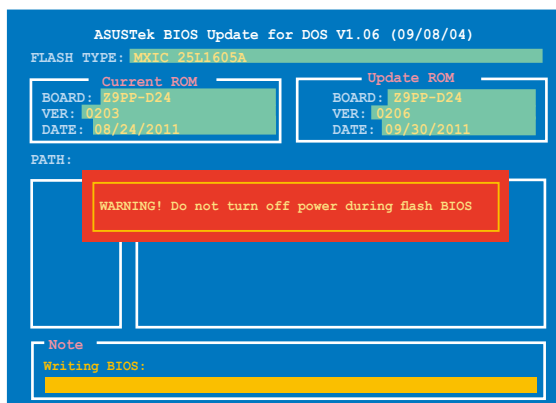 ASUSTek BIOS Update for DOS V1.06 (09/08/04)
FLASH TYPE: MXIC 25L1605A
Current ROM
BOARD: Z9PP-D24
VER: 0203
DATE: 08/24/2011
Update ROM
BOARD: Z9PP-D24
VER: 0206
DATE: 09/30/2011
PATH:
WARNING! Do not turn off power during flash BIOS
Note
Writing BIOS: